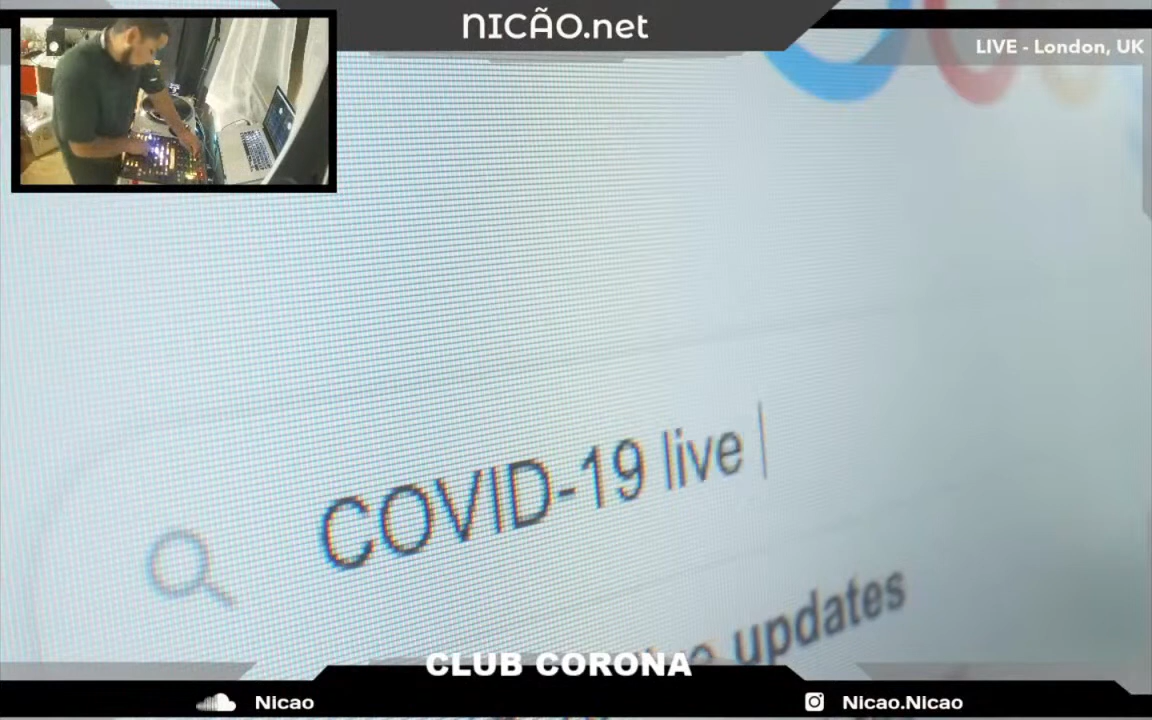 NICÃO.net
LIVE - London, UK
COVID-19 live
updates
CLUB CORONA
Nicao
Nicao.Nicao